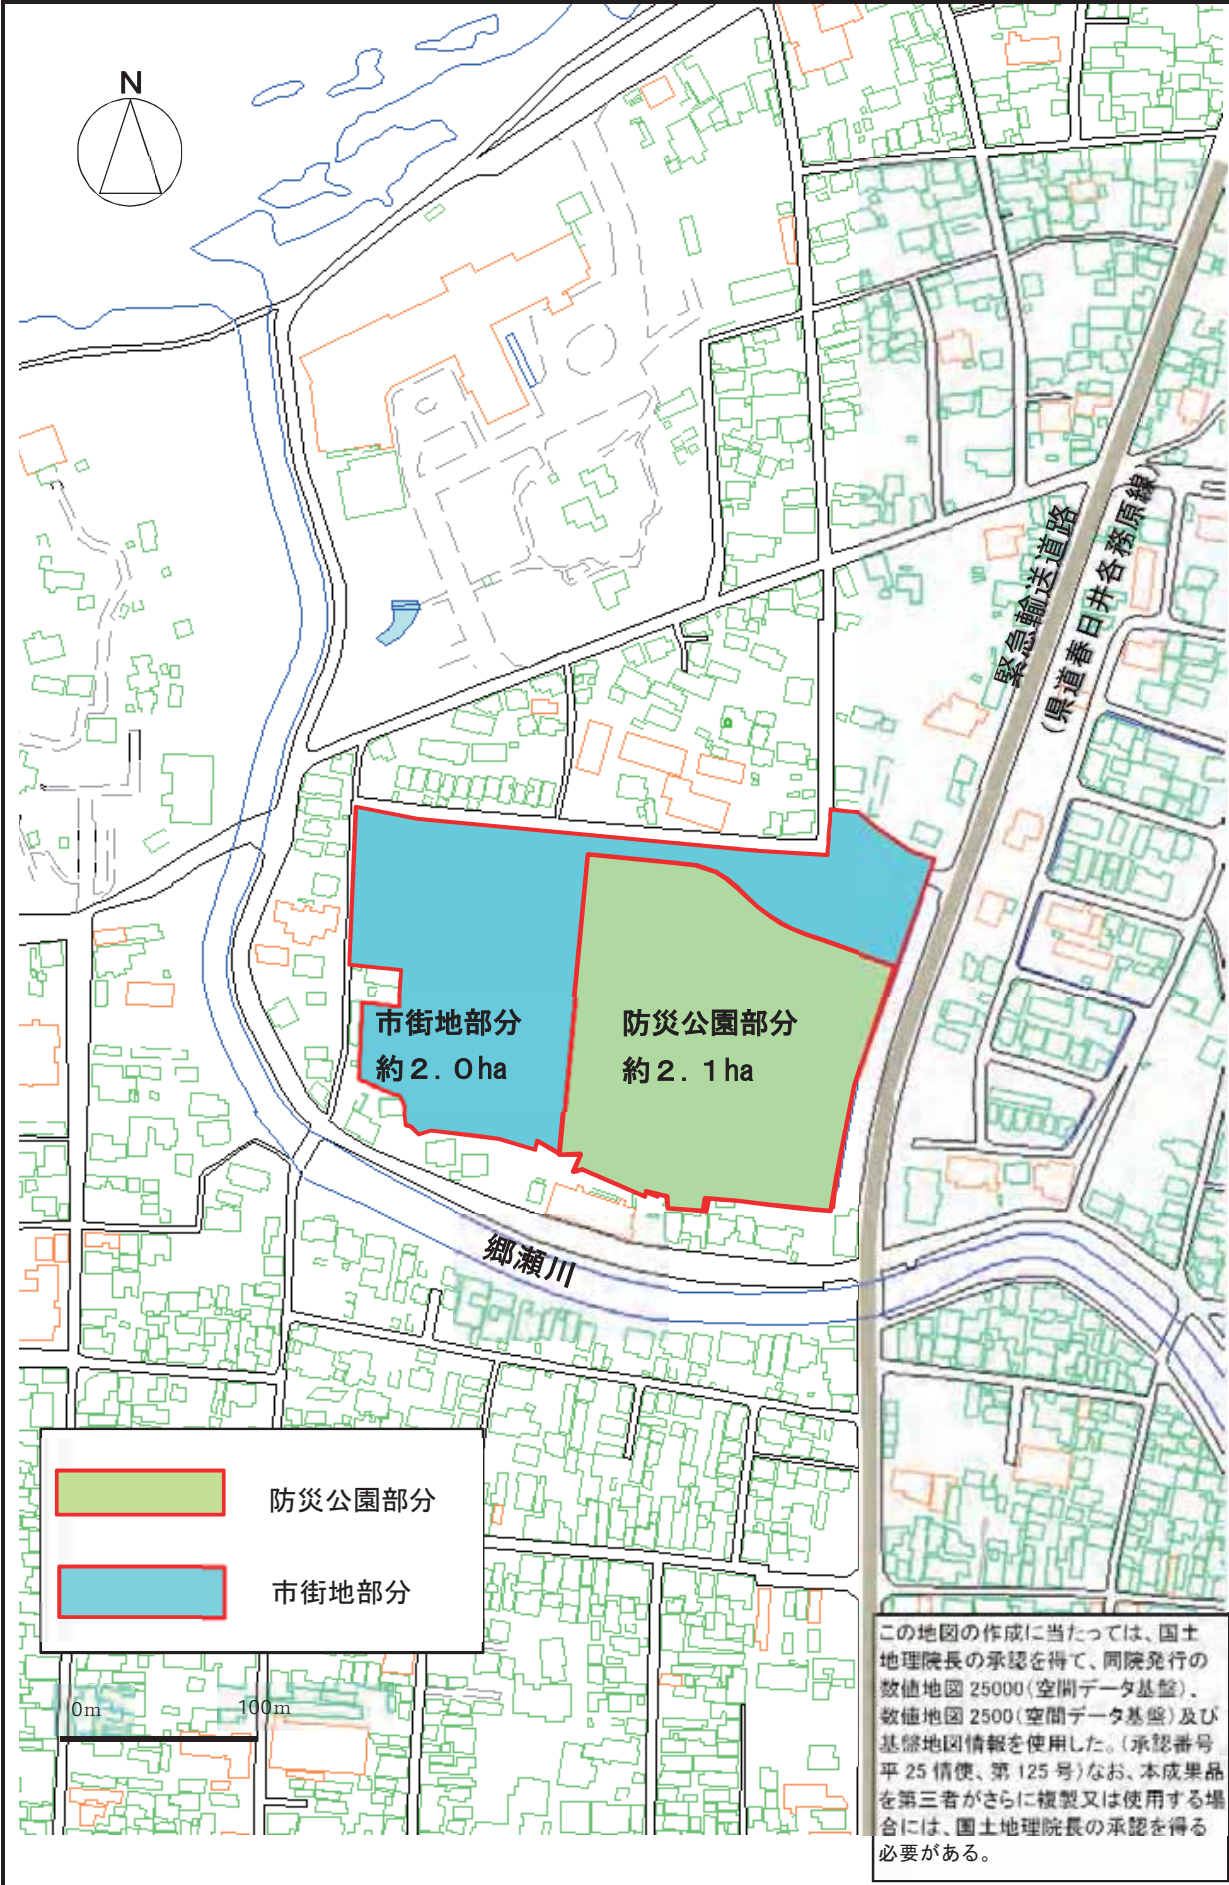 N
緊急輸送道路
(県道春日井各務原線)
市街地部分
約2.0ha
防災公園部分
約2.1ha
郷瀬川
防災公園部分
市街地部分
0m
100m
この地図の作成に当たっては、国土
地理院長の承認を得て、同院発行の
数値地図 25000(空間データ基盤)、
数値地図 2500(空間データ基盤)及び
基盤地図情報を使用した。(承認番号
平 25 情使、第 125 号)なお、本成果品
を第三者がさらに複製又は使用する場
合には、国土地理院長の承認を得る
必要がある。